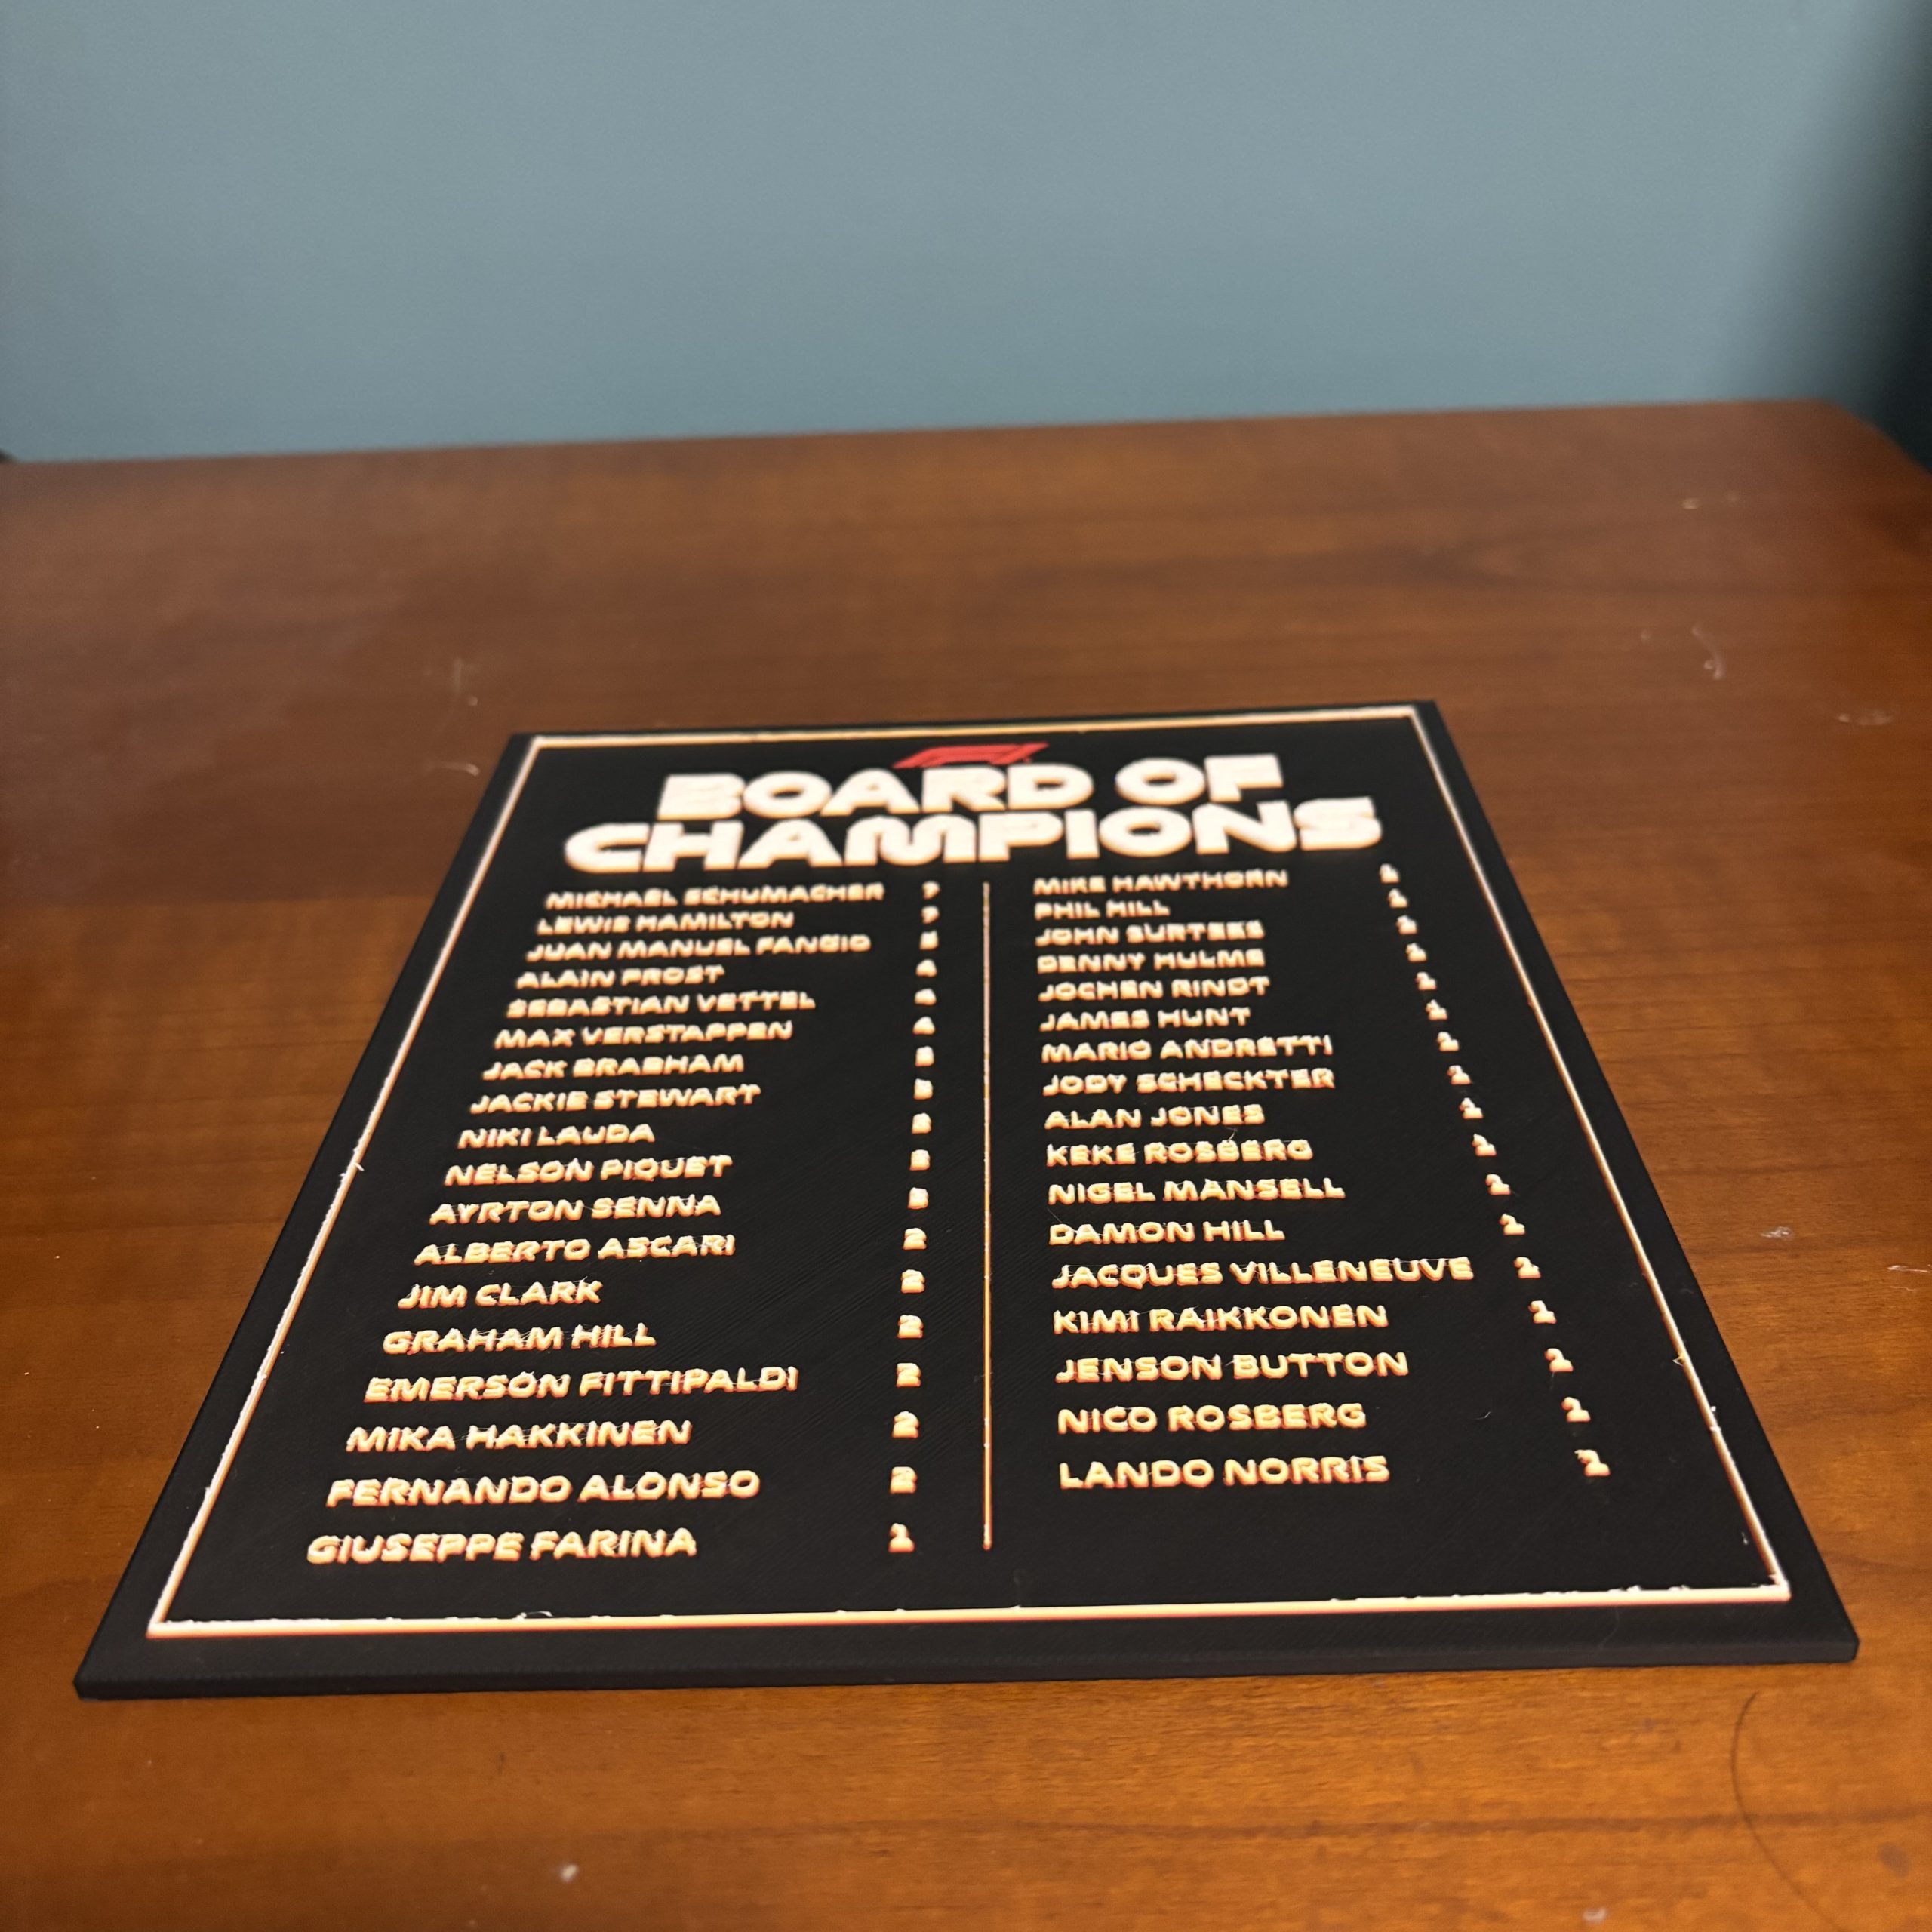 F1
BOARD OF
CHAMPIONS
MICHAEL SCHUMACHER 7
LEWIS HAMILTON 7
JUAN MANUEL FANGIO 5
ALAIN PROST 4
SEBASTIAN VETTEL 4
MAX VERSTAPPEN 4
JACK BRABHAM 3
JACKIE STEWART 3
NIKI LAUDA 3
NELSON PIQUET 3
AYRTON SENNA 3
ALBERTO ASCARI 2
JIM CLARK 2
GRAHAM HILL 2
EMERSON FITTIPALDI 2
MIKA HAKKINEN 2
FERNANDO ALONSO 2
GIUSEPPE FARINA 1
MIKE HAWTHORN 1
PHIL HILL 1
JOHN SURTEES 1
DENNY HULME 1
JOCHEN RINDT 1
JAMES HUNT 1
MARIO ANDRETTI 1
JODY SCHECKTER 1
ALAN JONES 1
KEKE ROSBERG 1
NIGEL MANSELL 1
DAMON HILL 1
JACQUES VILLENEUVE 1
KIMI RAIKKONEN 1
JENSON BUTTON 1
NICO ROSBERG 1
LANDO NORRIS 1